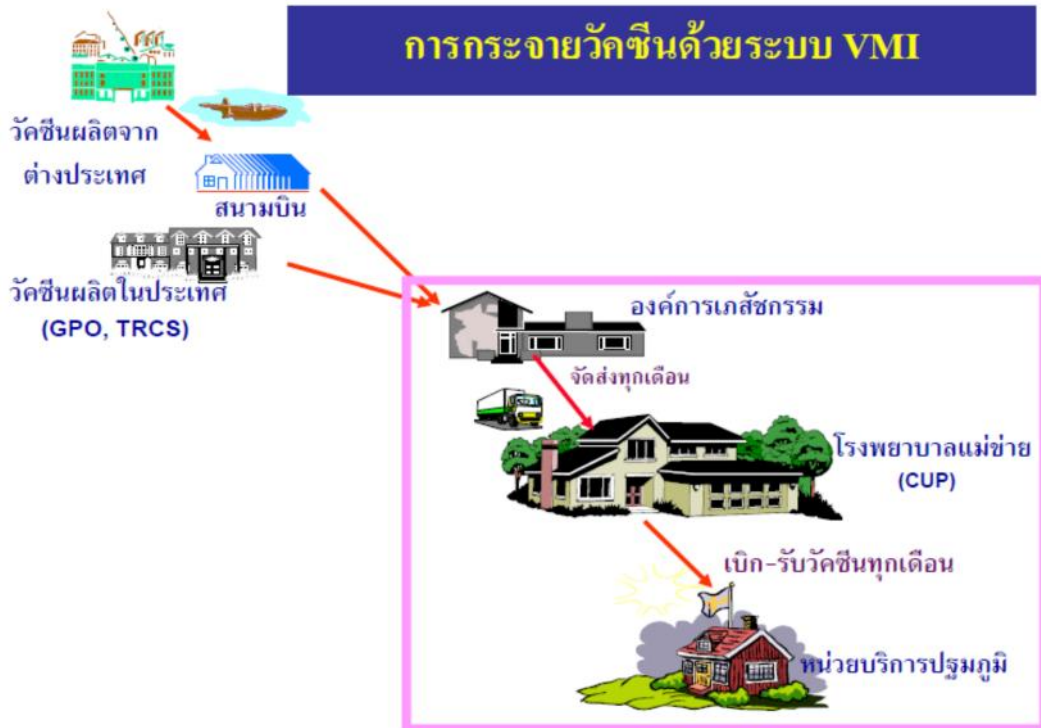 การกระจายวัคซีนด้วยระบบ VMI
วัคซีนผลิตจาก
ต่างประเทศ
สนามบิน
วัคซีนผลิตในประเทศ
(GPO, TRCS)
องค์การเภสัชกรรม
จัดส่งทุกเดือน
โรงพยาบาลแม่ข่าย
(CUP)
เบิก-รับวัคซีนทุกเดือน
หน่วยบริการปฐมภูมิ